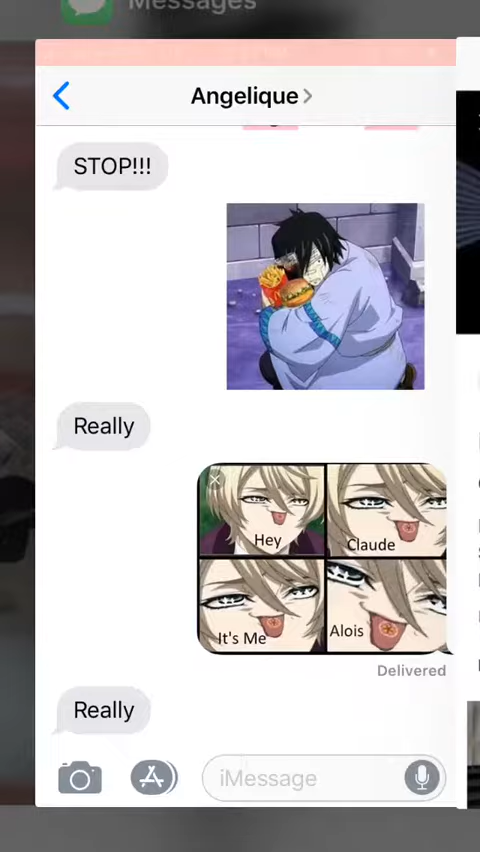 Messages
Angelique
STOP!!!
Really
Hey
Claude
It's Me
Alois
Delivered
Really
iMessage